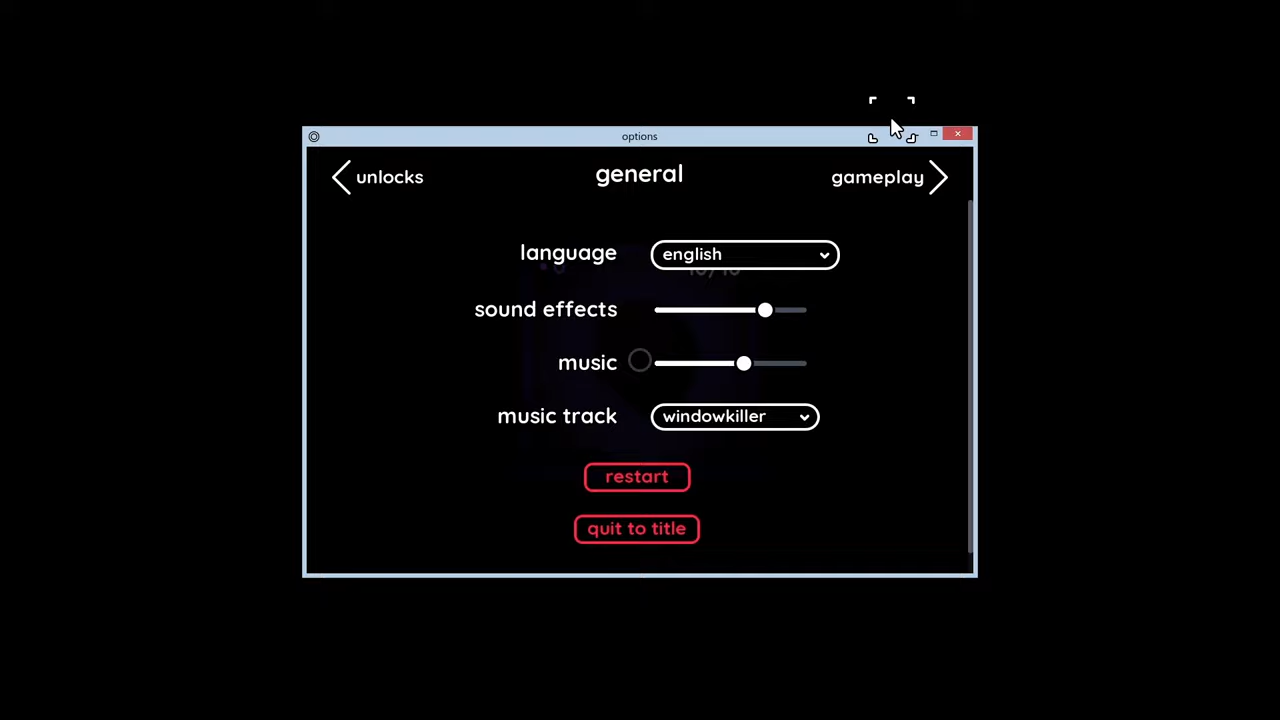 options
unlocks
general
gameplay
language
english
sound effects
music
music track
windowkiller
restart
quit to title